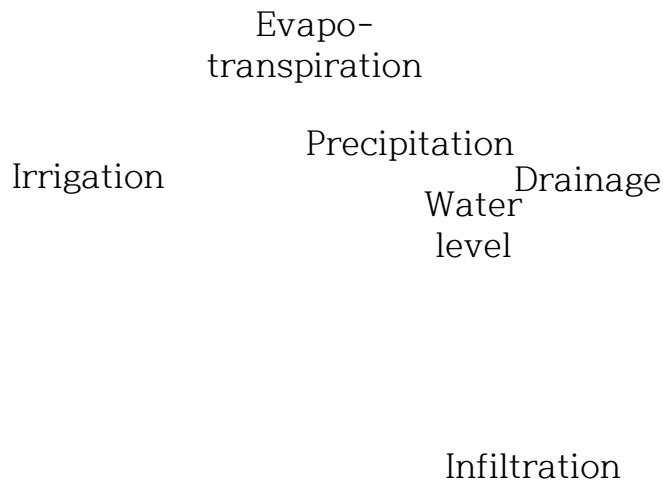 Evapo-
transpiration
Precipitation
Irrigation
Drainage
Water
level
Infiltration